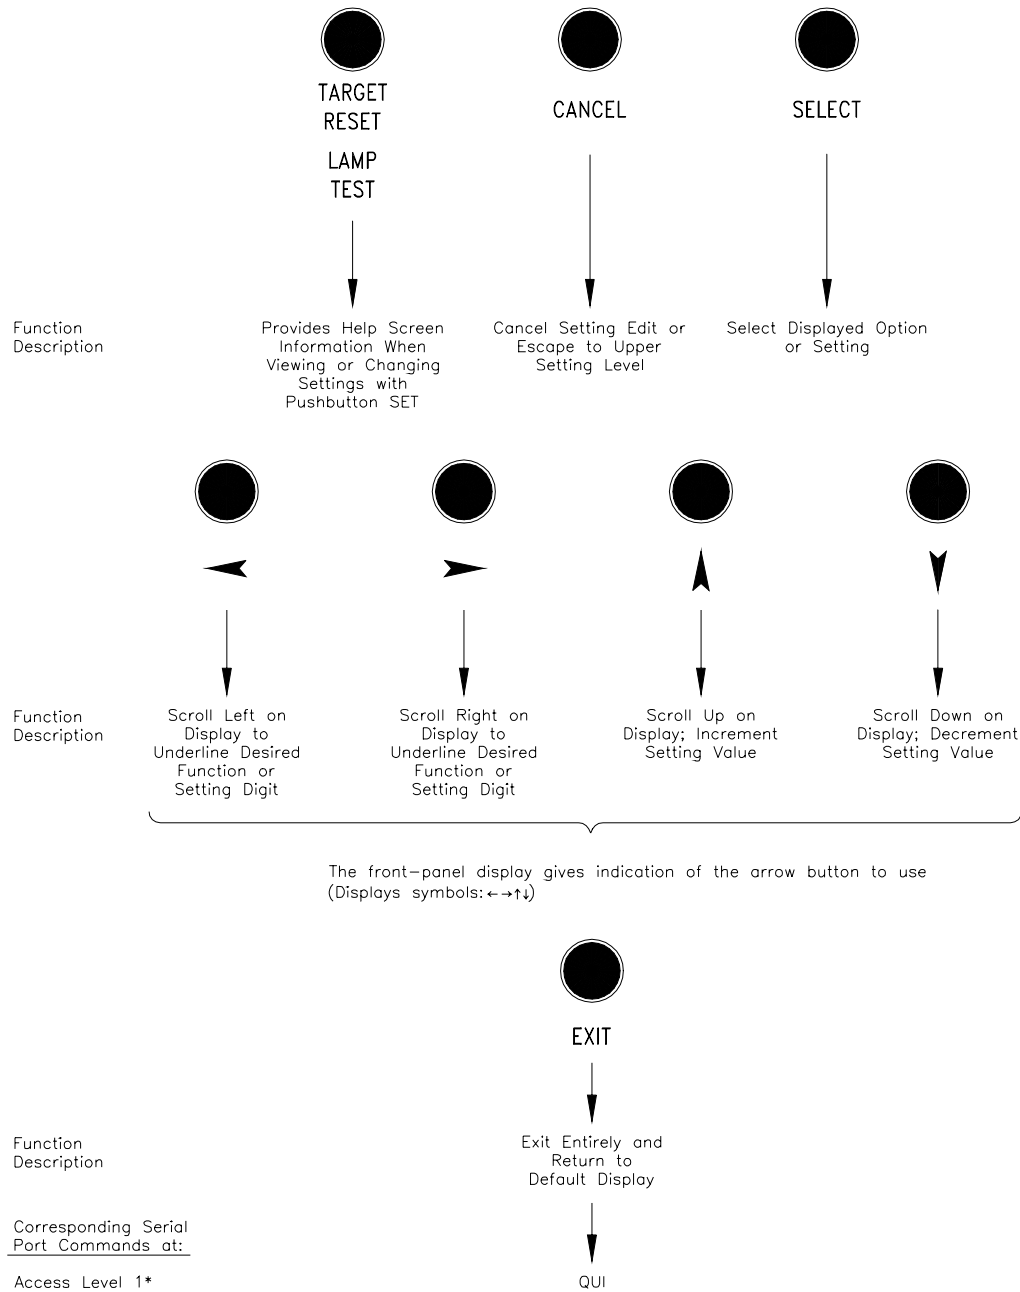 TARGET
RESET
LAMP
TEST
CANCEL
SELECT
Function
Description
Provides Help Screen
Information When
Viewing or Changing
Settings with
Pushbutton SET
Cancel Setting Edit or
Escape to Upper
Setting Level
Select Displayed Option
or Setting
Function
Description
Scroll Left on
Display to
Underline Desired
Function or
Setting Digit
Scroll Right on
Display to
Underline Desired
Function or
Setting Digit
Scroll Up on
Display; Increment
Setting Value
Scroll Down on
Display; Decrement
Setting Value
The front-panel display gives indication of the arrow button to use
(Displays symbols:←→↑↓)
EXIT
Function
Description
Exit Entirely and
Return to
Default Display
Corresponding Serial
Port Commands at:
Access Level 1*
QUI